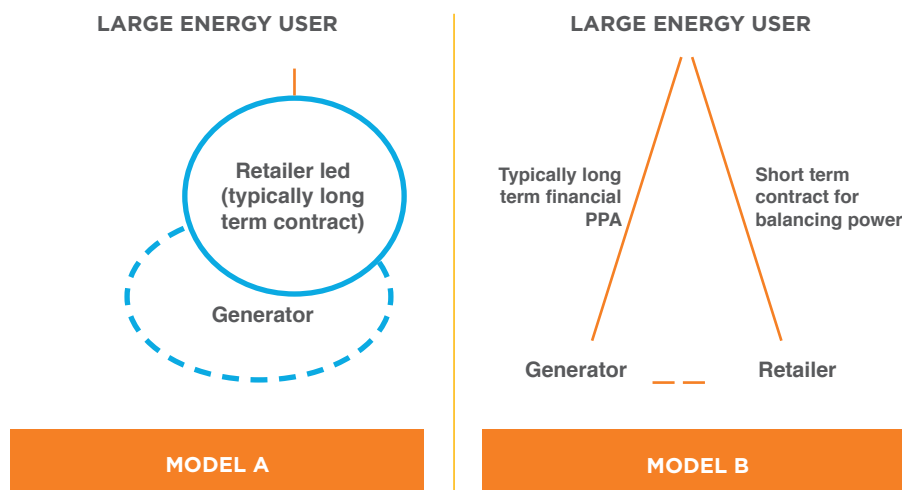 LARGE ENERGY USER
Retailer led
(typically long
term contract)
Generator
MODEL A
LARGE ENERGY USER
Typically long
term financial
PPA
Short term
contract for
balancing power
Generator
Retailer
MODEL B